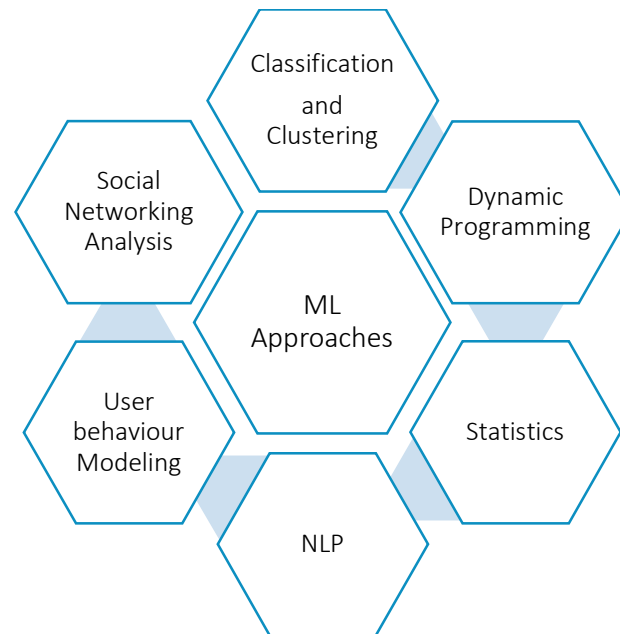 Classification
and
Clustering
Social
Networking
Analysis
Dynamic
Programming
ML
Approaches
User
behaviour
Modeling
Statistics
NLP